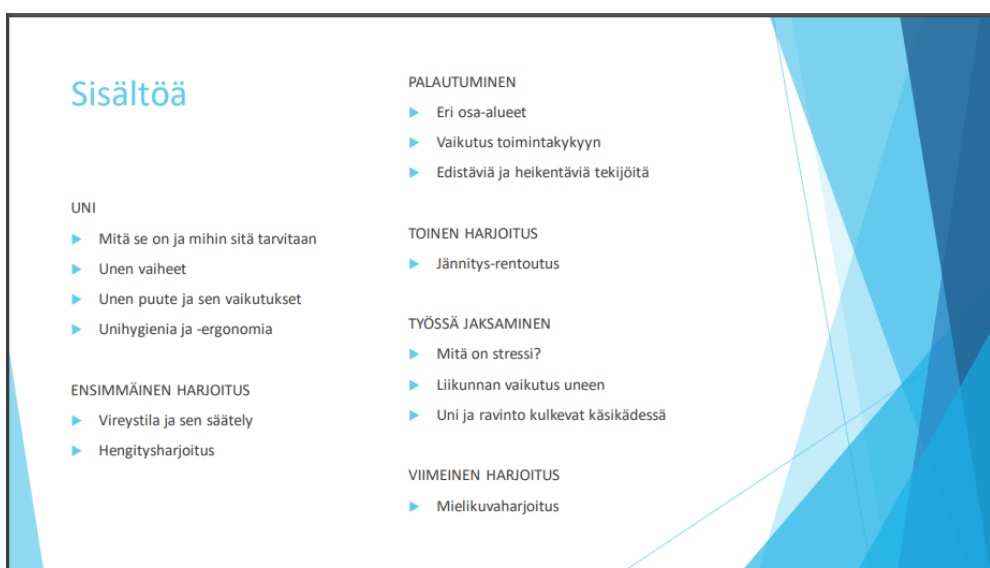 Sisältöä
UNI
Mitä se on ja mihin sitä tarvitaan
Unen vaiheet
Unen puute ja sen vaikutukset
Unihygienia ja -ergonomia
ENSIMMÄINEN HARJOITUS
Vireystila ja sen säätely
Hengitysharjoitus
PALAUTUMINEN
Eri osa-alueet
Vaikutus toimintakykyyn
Edistäviä ja heikentäviä tekijöitä
TOINEN HARJOITUS
Jännitys-rentoutus
TYÖSSÄ JAKSAMINEN
Mitä on stressi?
Liikunnan vaikutus uneen
Uni ja ravinto kulkevat käsikädessä
VIIMEINEN HARJOITUS
Mielikuvaharjoitus